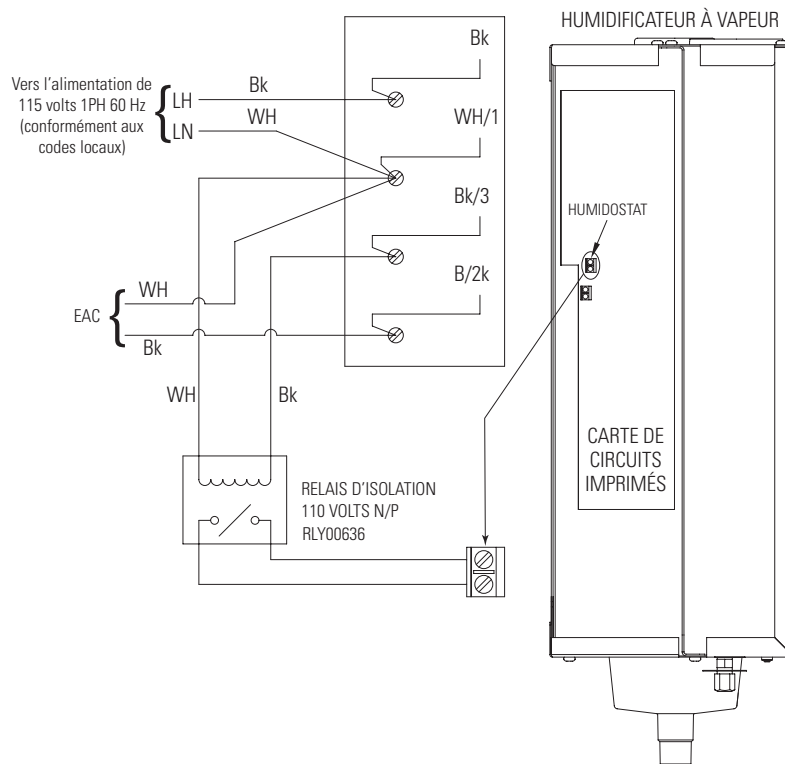 HUMIDIFICATEUR À VAPEUR
Vers l'alimentation de
115 volts 1PH 60 Hz
(conformément aux
codes locaux)
LH
LN
Bk
WH
Bk
WH/1
Bk/3
B/2k
EAC
WH
Bk
WH
Bk
RELAIS D'ISOLATION
110 VOLTS N/P
RLY00636
HUMIDOSTAT
CARTE DE
CIRCUITS
IMPRIMÉS